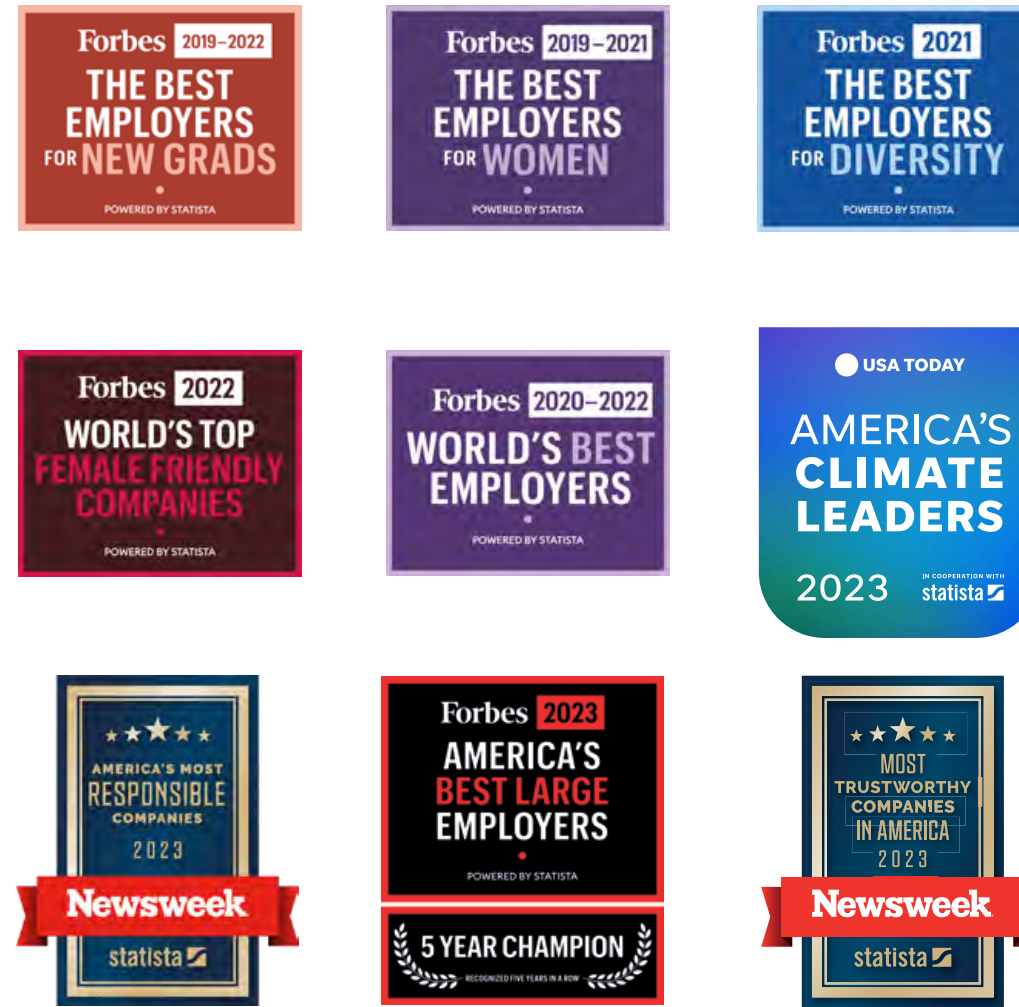 Forbes 2019–2022
THE BEST
EMPLOYERS
FOR NEW GRADS
POWERED BY STATISTA
Forbes 2019–2021
THE BEST
EMPLOYERS
FOR WOMEN
POWERED BY STATISTA
Forbes 2021
THE BEST
EMPLOYERS
FOR DIVERSITY
POWERED BY STATISTA
Forbes 2022
WORLD'S TOP
FEMALE FRIENDLY
COMPANIES
POWERED BY STATISTA
Forbes 2020–2022
WORLD'S BEST
EMPLOYERS
POWERED BY STATISTA
USA TODAY
AMERICA'S
CLIMATE
LEADERS
2023
IN COOPERATION WITH
statista
AMERICA'S MOST
RESPONSIBLE
COMPANIES
2023
Newsweek
statista
Forbes 2023
AMERICA'S
BEST LARGE
EMPLOYERS
POWERED BY STATISTA
5 YEAR CHAMPION
RECOGNIZED FIVE YEARS IN A ROW
MOST
TRUSTWORTHY
COMPANIES
IN AMERICA
2023
Newsweek
statista